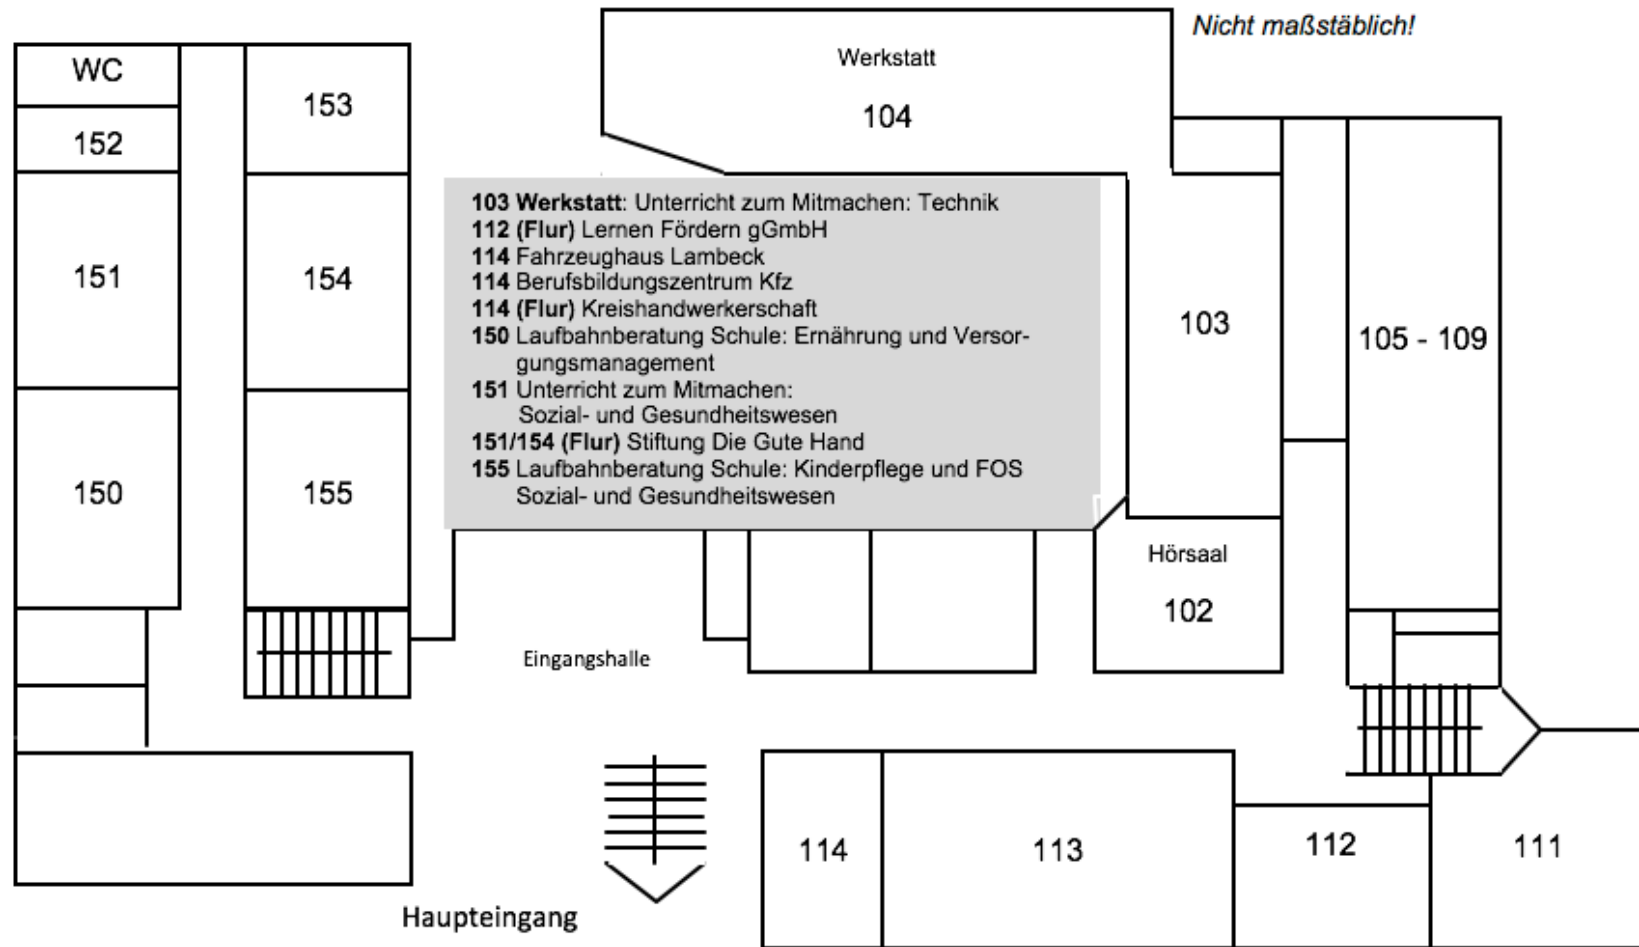 Nicht maßstäblich!
WC
153
152
Werkstatt
104
103 Werkstatt: Unterricht zum Mitmachen: Technik
112 (Flur) Lernen Fördern gGmbH
114 Fahrzeughaus Lambeck
114 Berufsbildungszentrum Kfz
114 (Flur) Kreishandwerkerschaft
150 Laufbahnberatung Schule: Ernährung und Versor-
gungsmanagement
151 Unterricht zum Mitmachen:
Sozial- und Gesundheitswesen
151/154 (Flur) Stiftung Die Gute Hand
155 Laufbahnberatung Schule: Kinderpflege und FOS
Sozial- und Gesundheitswesen
151
154
103
105 - 109
150
155
Hörsaal
102
Eingangshalle
114
113
112
111
Haupteingang